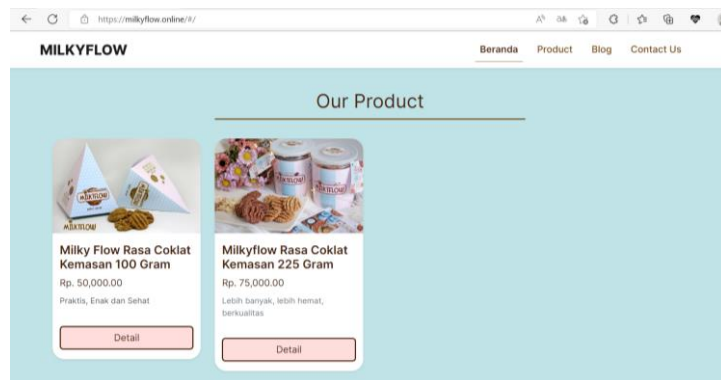 https://milkyflow.online/#/
MILKYFLOW
Beranda Product Blog Contact Us
Our Product
MILKYFLOW
Milky Flow Rasa Coklat
Kemasan 100 Gram
Rp. 50,000.00
Praktis, Enak dan Sehat
Detail
Milkyflow Rasa Coklat
Kemasan 225 Gram
Rp. 75,000.00
Lebih banyak, lebih hemat,
berkualitas
Detail